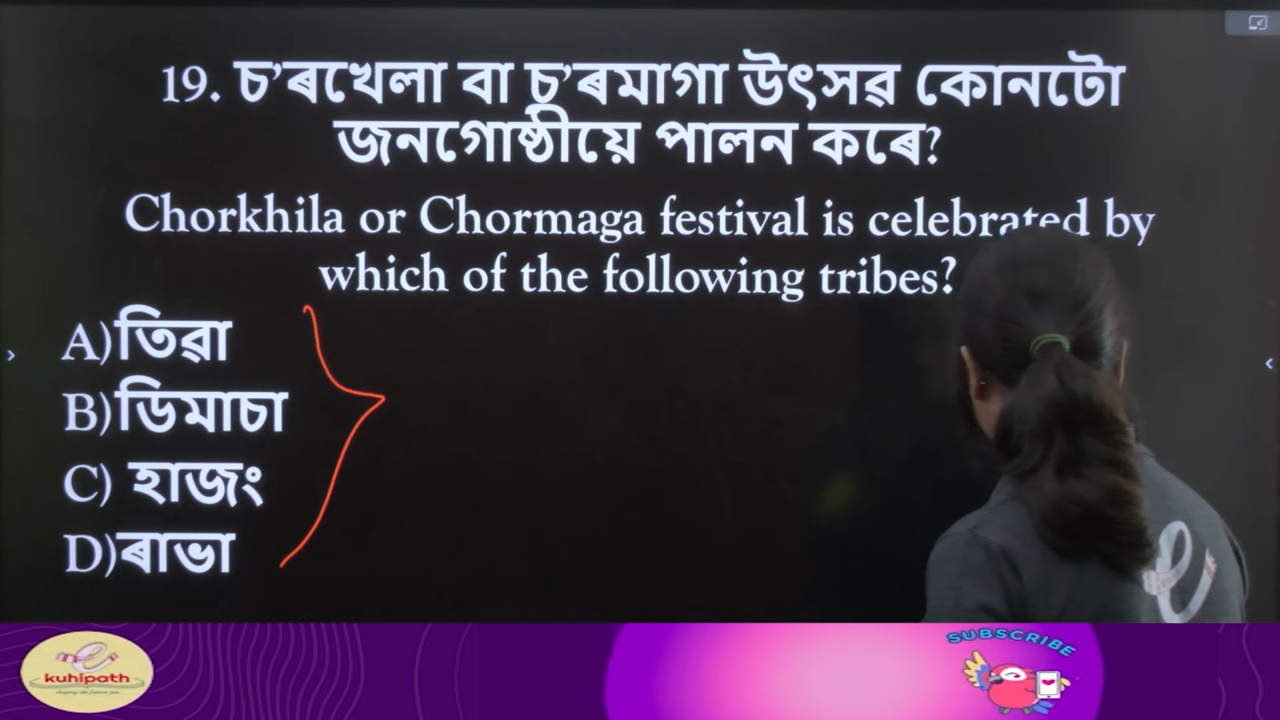 19. চ’ৰখেলা বা চ’ৰমাগা উৎসৱ কোনটো
জনগোষ্ঠীয়ে পালন কৰে?
Chorkhila or Chormaga festival is celebrated by
which of the following tribes?
A)তিৱা
B)ডিমাচা
C) হাজং
D)ৰাভা
SUBSCRIBE
kuhipath